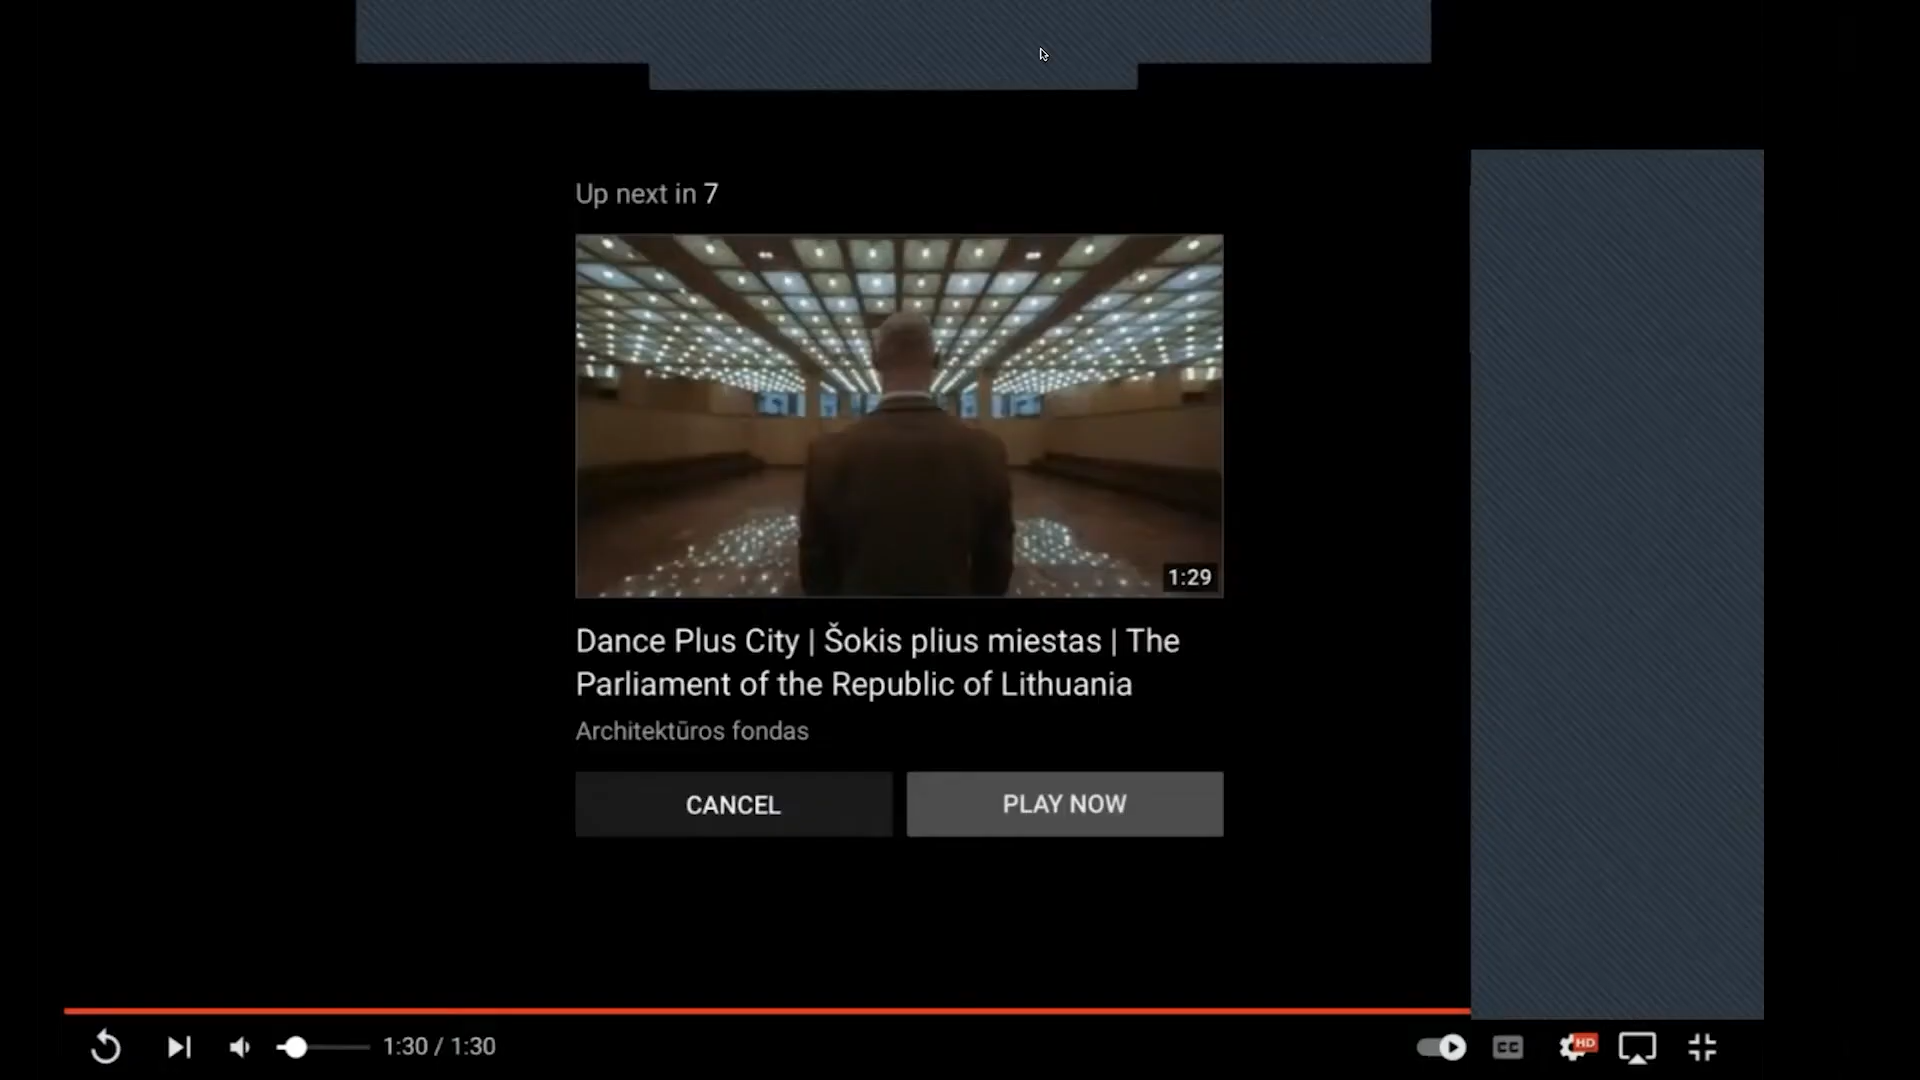 Up next in 7
1:29
Dance Plus City | Šokis plius miestas | The
Parliament of the Republic of Lithuania
Architektūros fondas
CANCEL
PLAY NOW
1:30 / 1:30
CC
HD